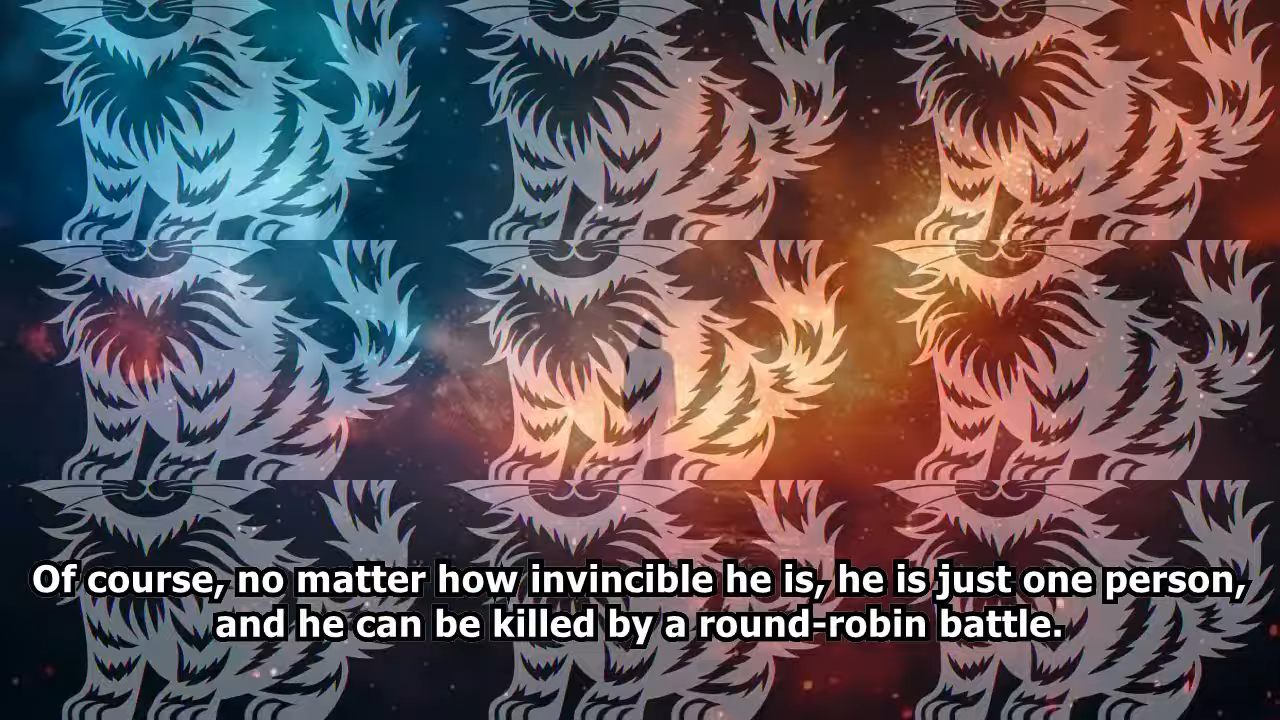 Of course, no matter how invincible he is, he is just one person,
and he can be killed by a round-robin battle.